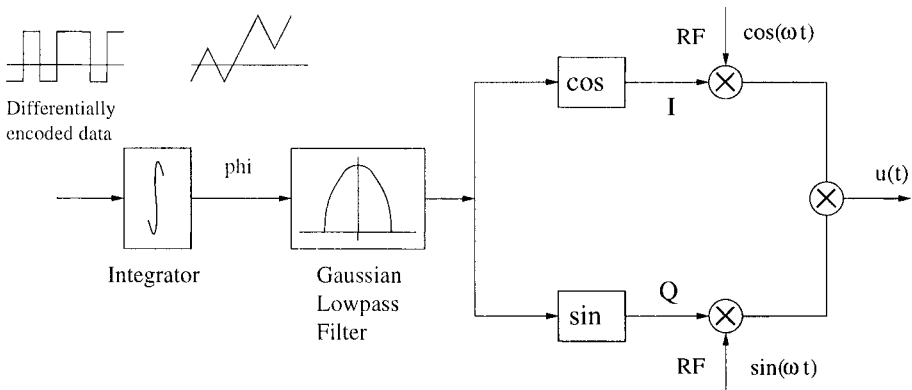 RF
cos(ωt)
Differentially
encoded data
cos
I
phi
u(t)
∫
Integrator
Gaussian
Lowpass
Filter
sin
Q
RF
sin(ωt)